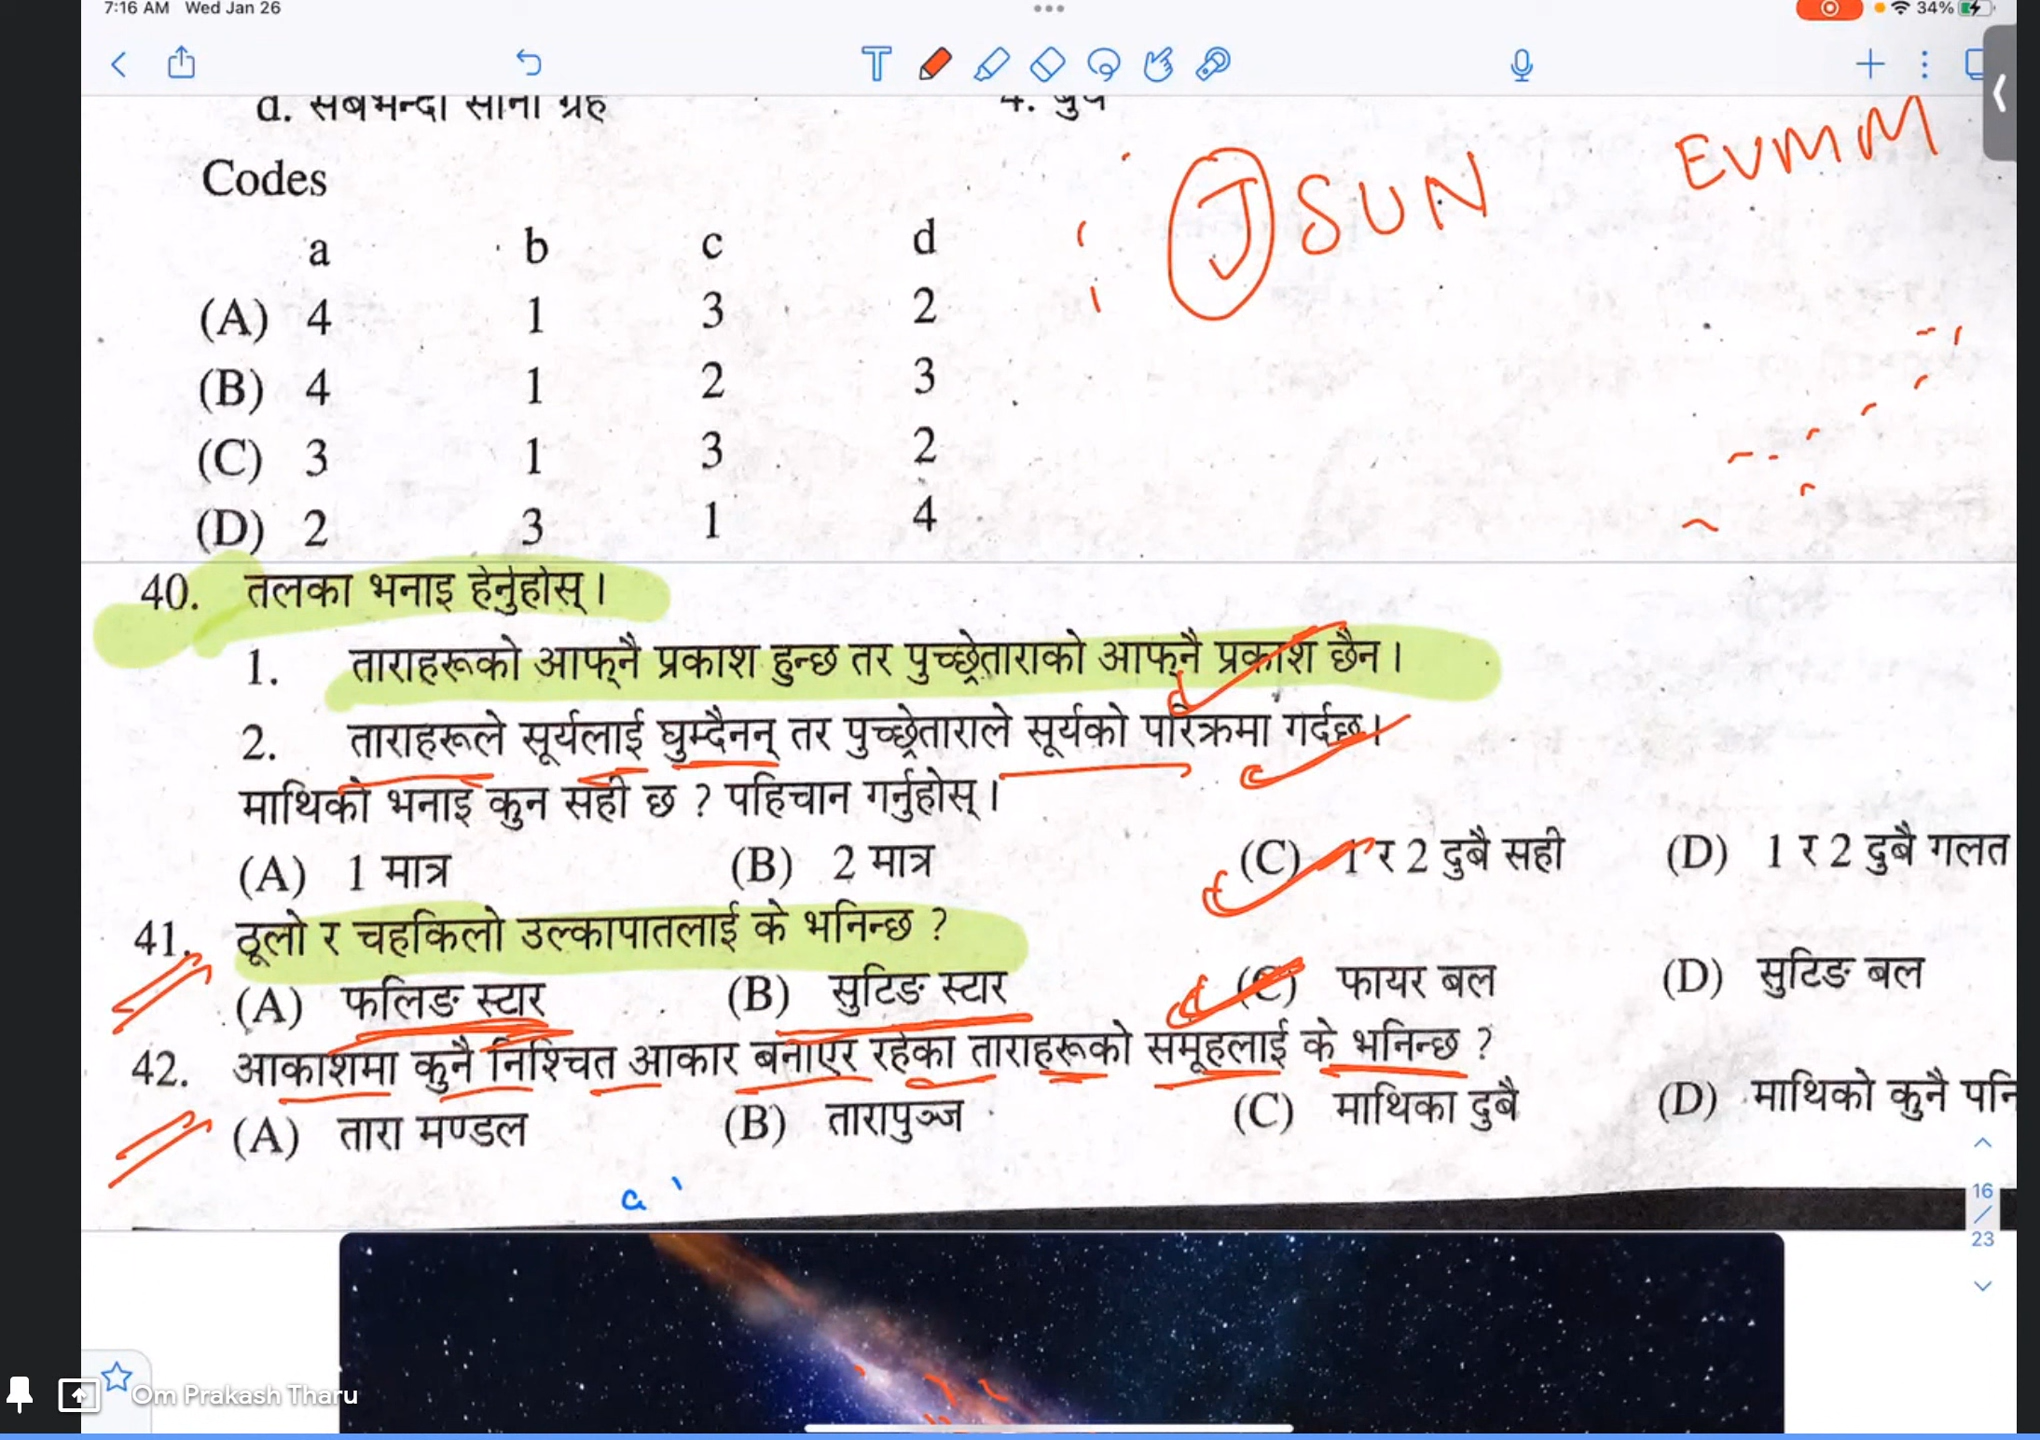 7:16 AM Wed Jan 26
34%
d. सबभन्दा सानो ग्रह
4.
Codes
J SUN
EVMM
a b c d
(A) 4 1 3 2
(B) 4 1 2 3
(C) 3 1 3 2
(D) 2 3 1 4
40. तलका भनाइ हेर्नुहोस् ।
1. ताराहरूको आफ्नै प्रकाश हुन्छ तर पुच्छ्रेताराको आफ्नै प्रकाश छैन ।
2. ताराहरूले सूर्यलाई घुम्दैनन् तर पुच्छ्रेताराले सूर्यको परिक्रमा गर्दछ ।
माथिको भनाइ कुन सही छ ? पहिचान गर्नुहोस् ।
(A) 1 मात्र (B) 2 मात्र (C) 1 र 2 दुबै सही (D) 1 र 2 दुबै गलत
41. ठूलो र चहकिलो उल्कापातलाई के भनिन्छ ?
(A) फलिङ स्टार (B) सुटिङ स्टार (C) फायर बल (D) सुटिङ बल
42. आकाशमा कुनै निश्चित आकार बनाएर रहेका ताराहरूको समूहलाई के भनिन्छ ?
(A) तारा मण्डल (B) तारापुञ्ज (C) माथिका दुबै (D) माथिको कुनै पनि
a
16
/
23
Om Prakash Tharu